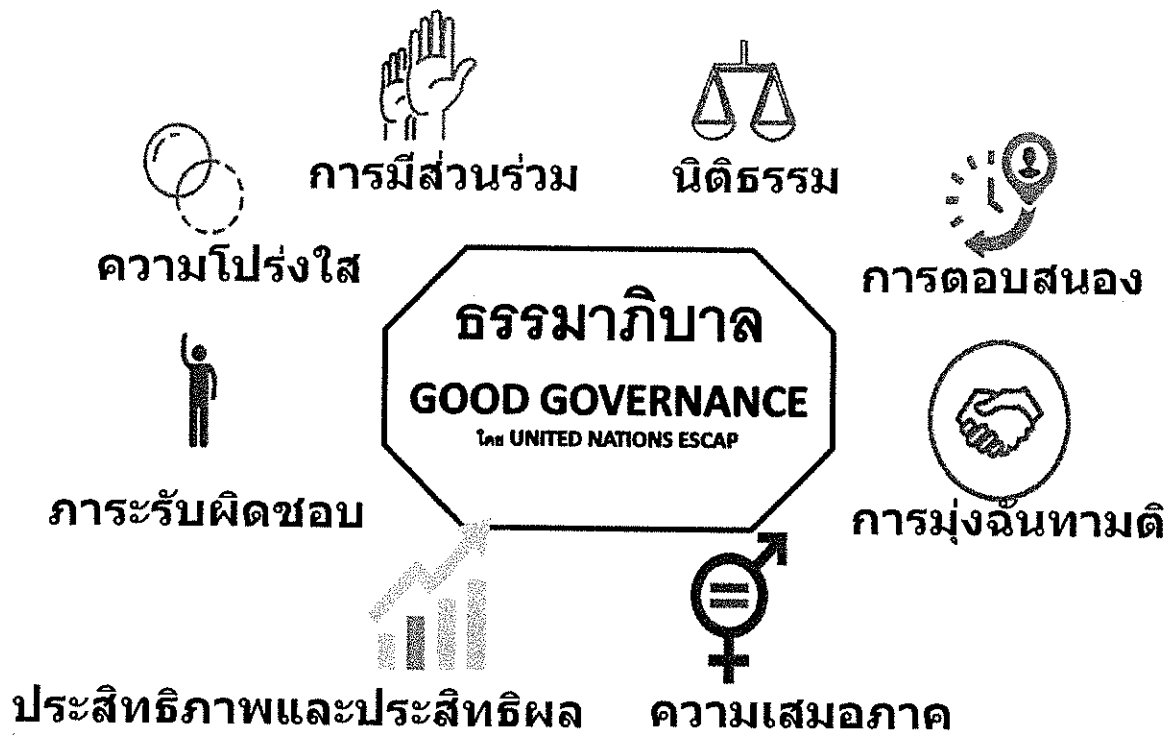 การมีส่วนร่วม
นิติธรรม
ความโปร่งใส
การตอบสนอง
ธรรมาภิบาล
GOOD GOVERNANCE
โดย UNITED NATIONS ESCAP
ภาระรับผิดชอบ
การมุ่งฉันทามติ
ประสิทธิภาพและประสิทธิผล
ความเสมอภาค